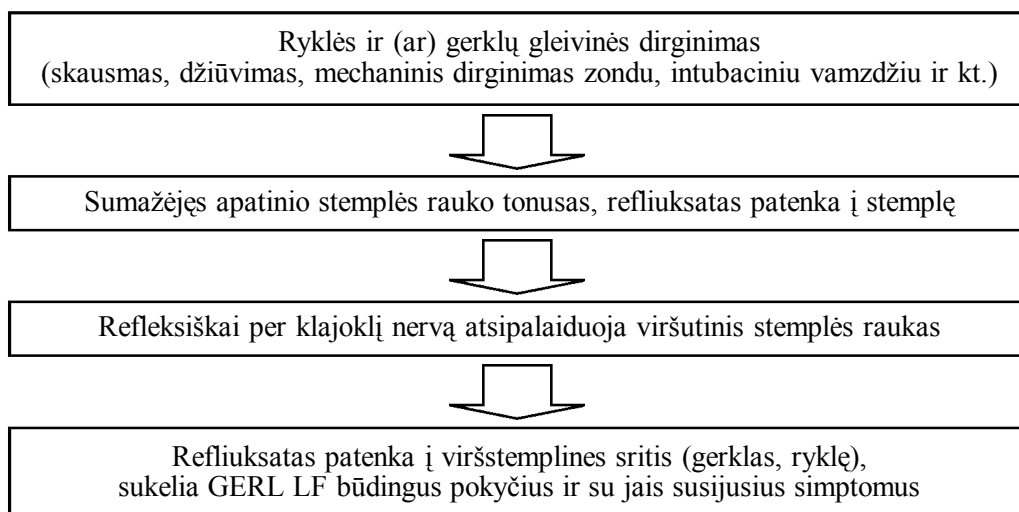 Ryklės ir (ar) gerklų gleivinės dirginimas
(skausmas, džiūvimas, mechaninis dirginimas zondu, intubaciniu vamzdžiu ir kt.)
Sumažėjęs apatinio stemplės rauko tonusas, refliuksatas patenka į stemplę
Refleksiškai per klajoklį nervą atsipalaiduoja viršutinis stemplės raukas
Refliuksatas patenka į viršstemplines sritis (gerklas, ryklę),
sukelia GERL LF būdingus pokyčius ir su jais susijusius simptomus